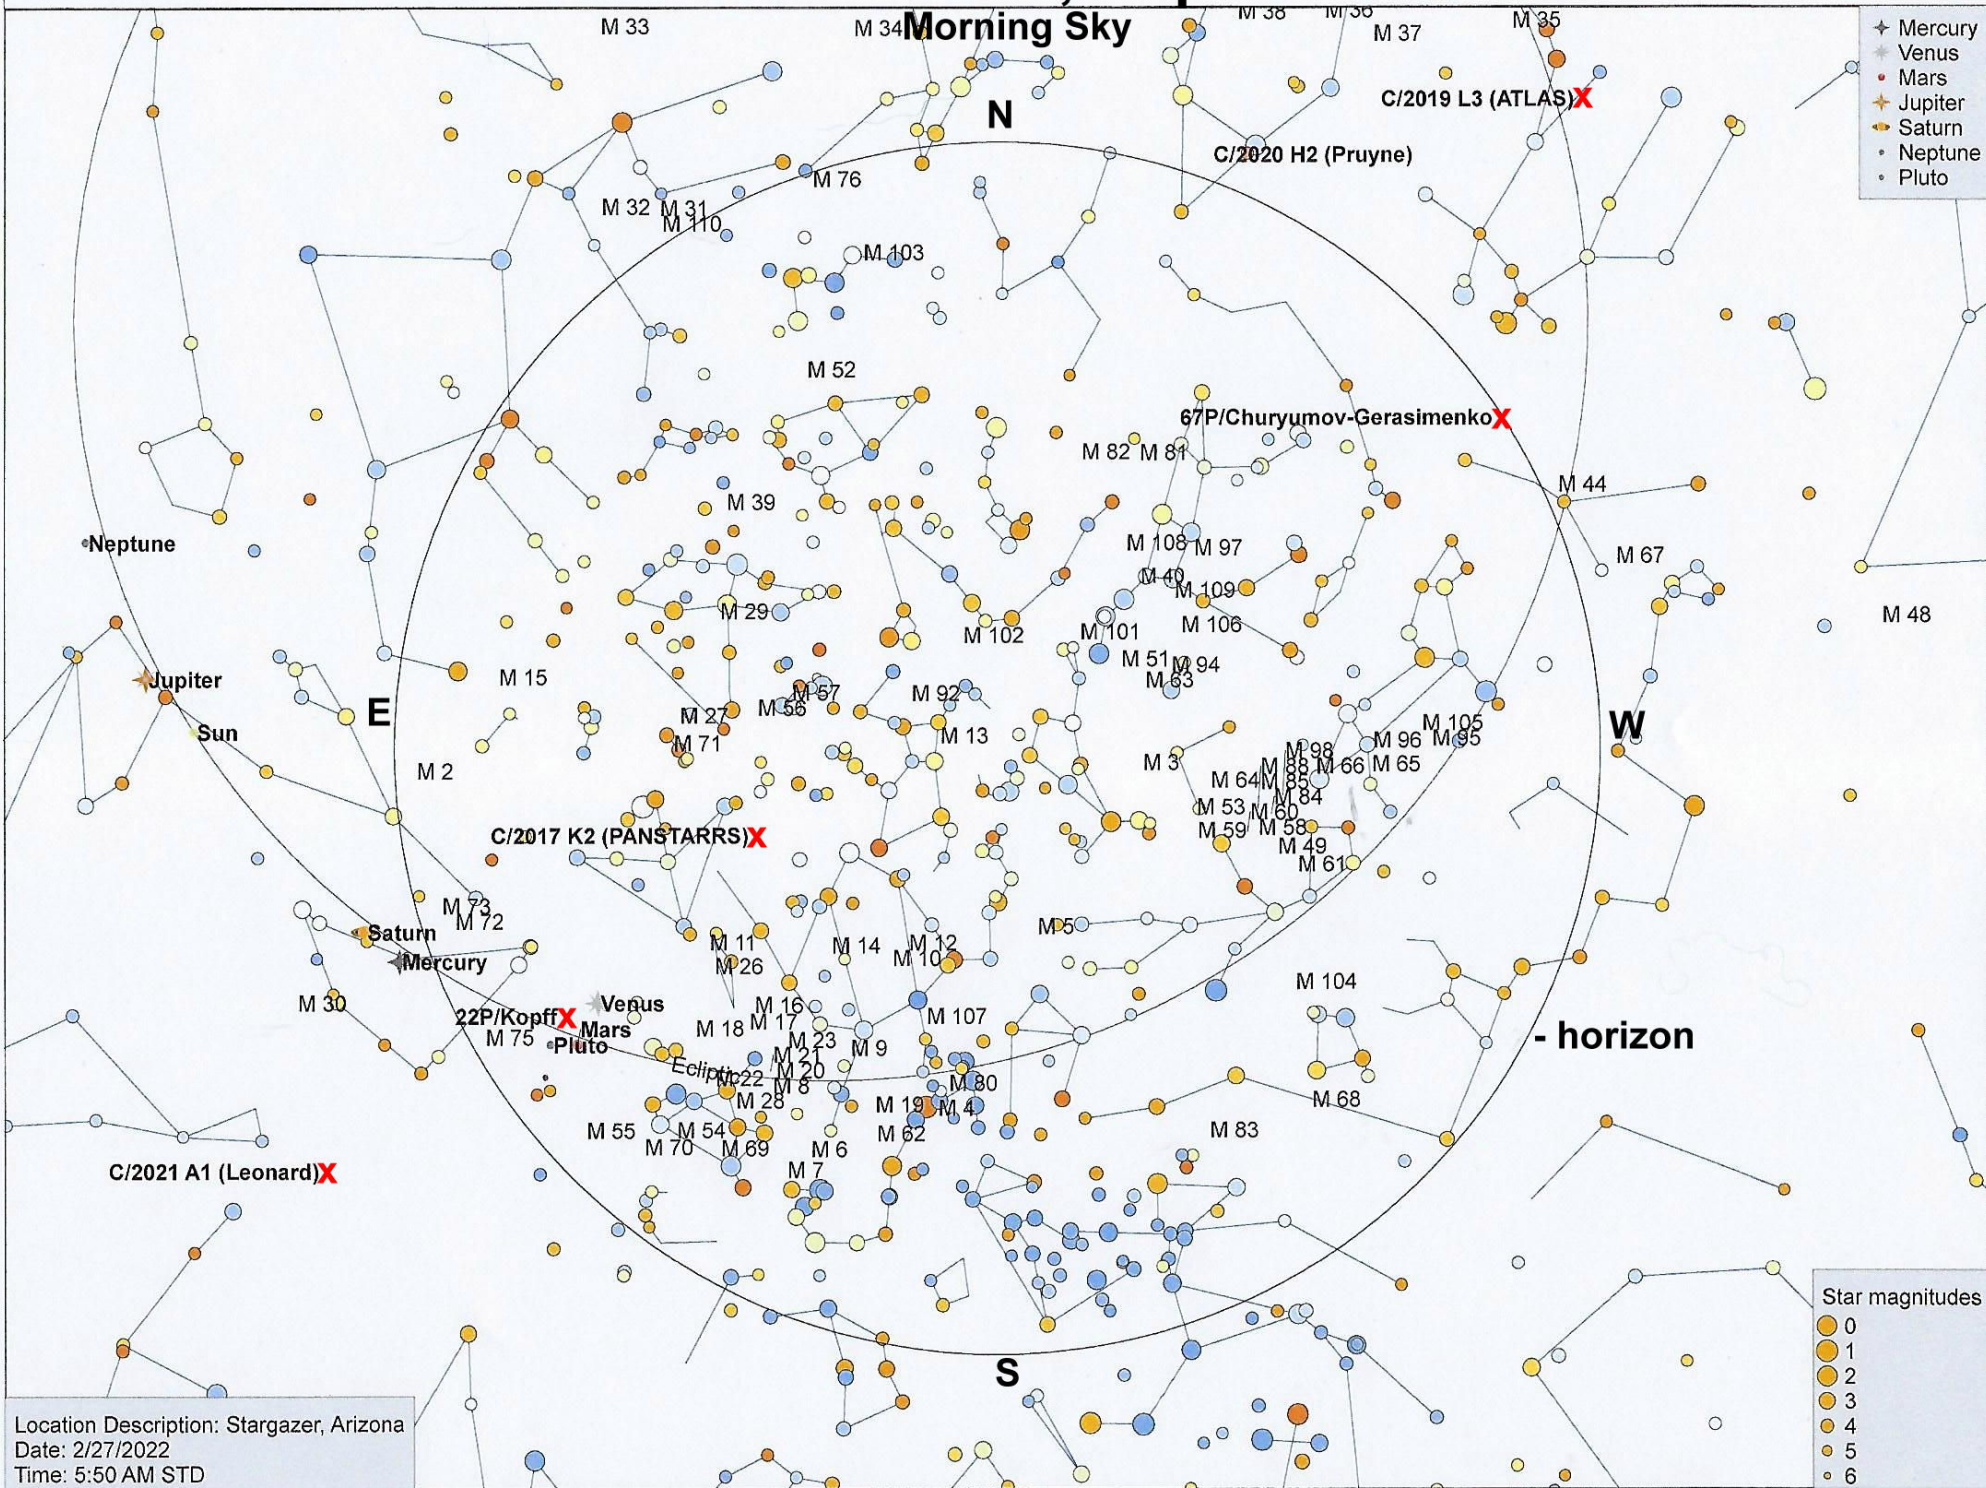 Morning Sky
M 33
M 34
M 38
M 36
M 37
M 35
Mercury
Venus
Mars
Jupiter
Saturn
Neptune
Pluto
C/2019 L3 (ATLAS)X
N
C/2020 H2 (Pruyne)
M 76
M 32
M 31
M 110
M 103
M 52
67P/Churyumov-GerasimenkoX
M 82
M 81
M 44
M 39
Neptune
M 108
M 97
M 67
M 40
M 109
M 29
M 48
M 102
M 101
M 106
M 51
M 94
M 63
M 15
Jupiter
M 57
M 56
M 92
E
M 27
M 71
Sun
M 13
M 105
W
M 96
M 95
M 98
M 3
M 88
M 66
M 65
M 2
M 64
M 85
M 84
M 53
M 60
M 59
M 58
C/2017 K2 (PANSTARRS)X
M 49
M 61
M 73
M 72
M 5
Saturn
M 11
M 14
M 12
M 10
Mercury
M 26
M 104
M 30
Venus
M 16
22P/KopffX
M 17
M 107
M 18
Mars
M 75
Pluto
M 23
M 9
- horizon
M 21
Ecliptic
M 20
M 22
M 8
M 80
M 28
M 19
M 4
M 68
M 55
M 54
M 62
M 83
M 70
M 69
M 6
C/2021 A1 (Leonard)X
M 7
S
Star magnitudes
0
1
2
3
4
5
6
Location Description: Stargazer, Arizona
Date: 2/27/2022
Time: 5:50 AM STD